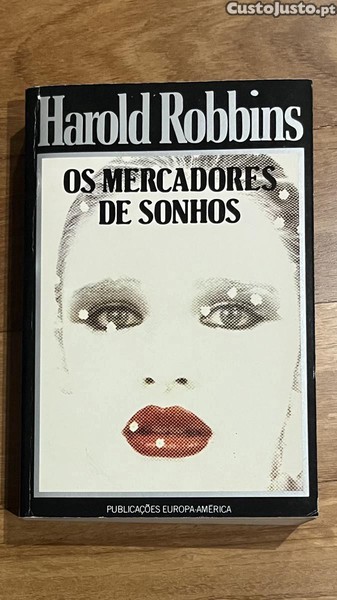 CustoJusto.pt
Harold Robbins
OS MERCADORES
DE SONHOS
PUBLICAÇÕES EUROPA-AMÉRICA